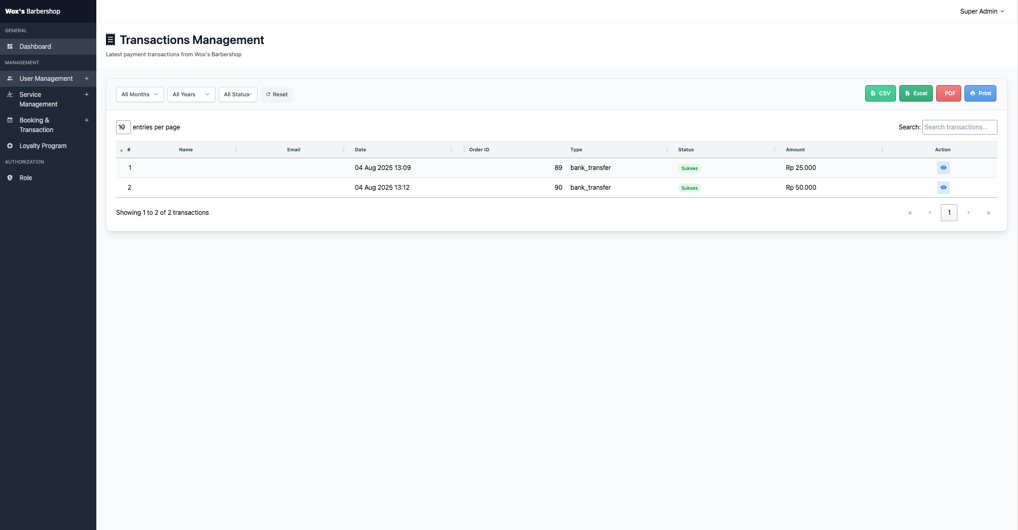 Wox's Barbershop
Super Admin
GENERAL
Dashboard
MANAGEMENT
User Management +
Service Management +
Booking & Transaction +
Loyalty Program
AUTHORIZATION
Role
Transactions Management
Latest payment transactions from Wox's Barbershop
All Months
All Years
All Status
Reset
CSV
Excel
PDF
Print
10 entries per page
Search: Search transactions...
# Name Email Date Order ID Type Status Amount Action
1 04 Aug 2025 13:09 89 bank_transfer Sukses Rp 25.000
2 04 Aug 2025 13:12 90 bank_transfer Sukses Rp 50.000
Showing 1 to 2 of 2 transactions
« ‹ 1 › »